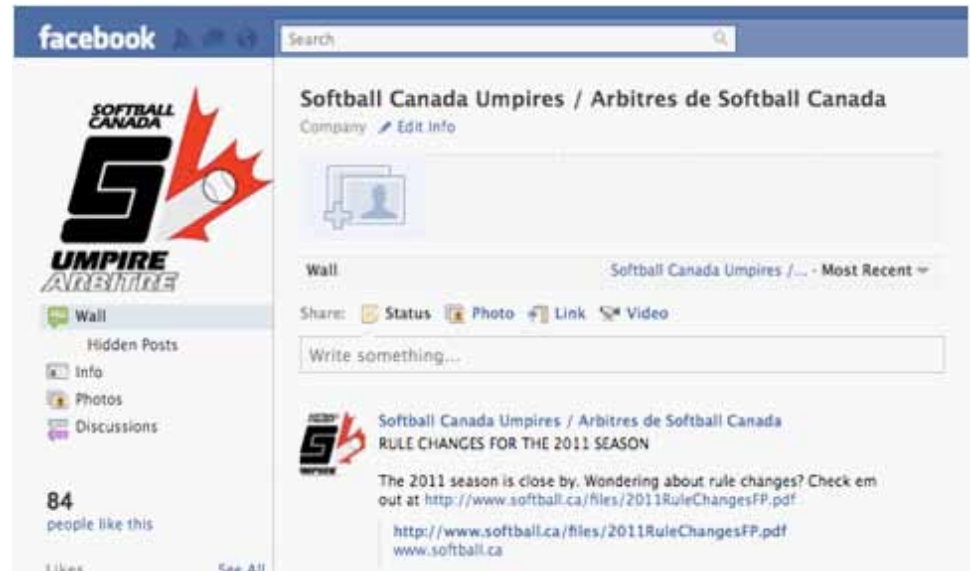 facebook
Search
SOFTBALL
CANADA
UMPIRE
ARBITRE
Wall
Hidden Posts
Info
Photos
Discussions
84
people like this
Likes
See All
Softball Canada Umpires / Arbitres de Softball Canada
Company Edit Info
Wall
Softball Canada Umpires /... · Most Recent
Share: Status Photo Link Video
Write something...
Softball Canada Umpires / Arbitres de Softball Canada
RULE CHANGES FOR THE 2011 SEASON
The 2011 season is close by. Wondering about rule changes? Check em
out at http://www.softball.ca/files/2011RuleChangesFP.pdf
http://www.softball.ca/files/2011RuleChangesFP.pdf
www.softball.ca
UMPIRE